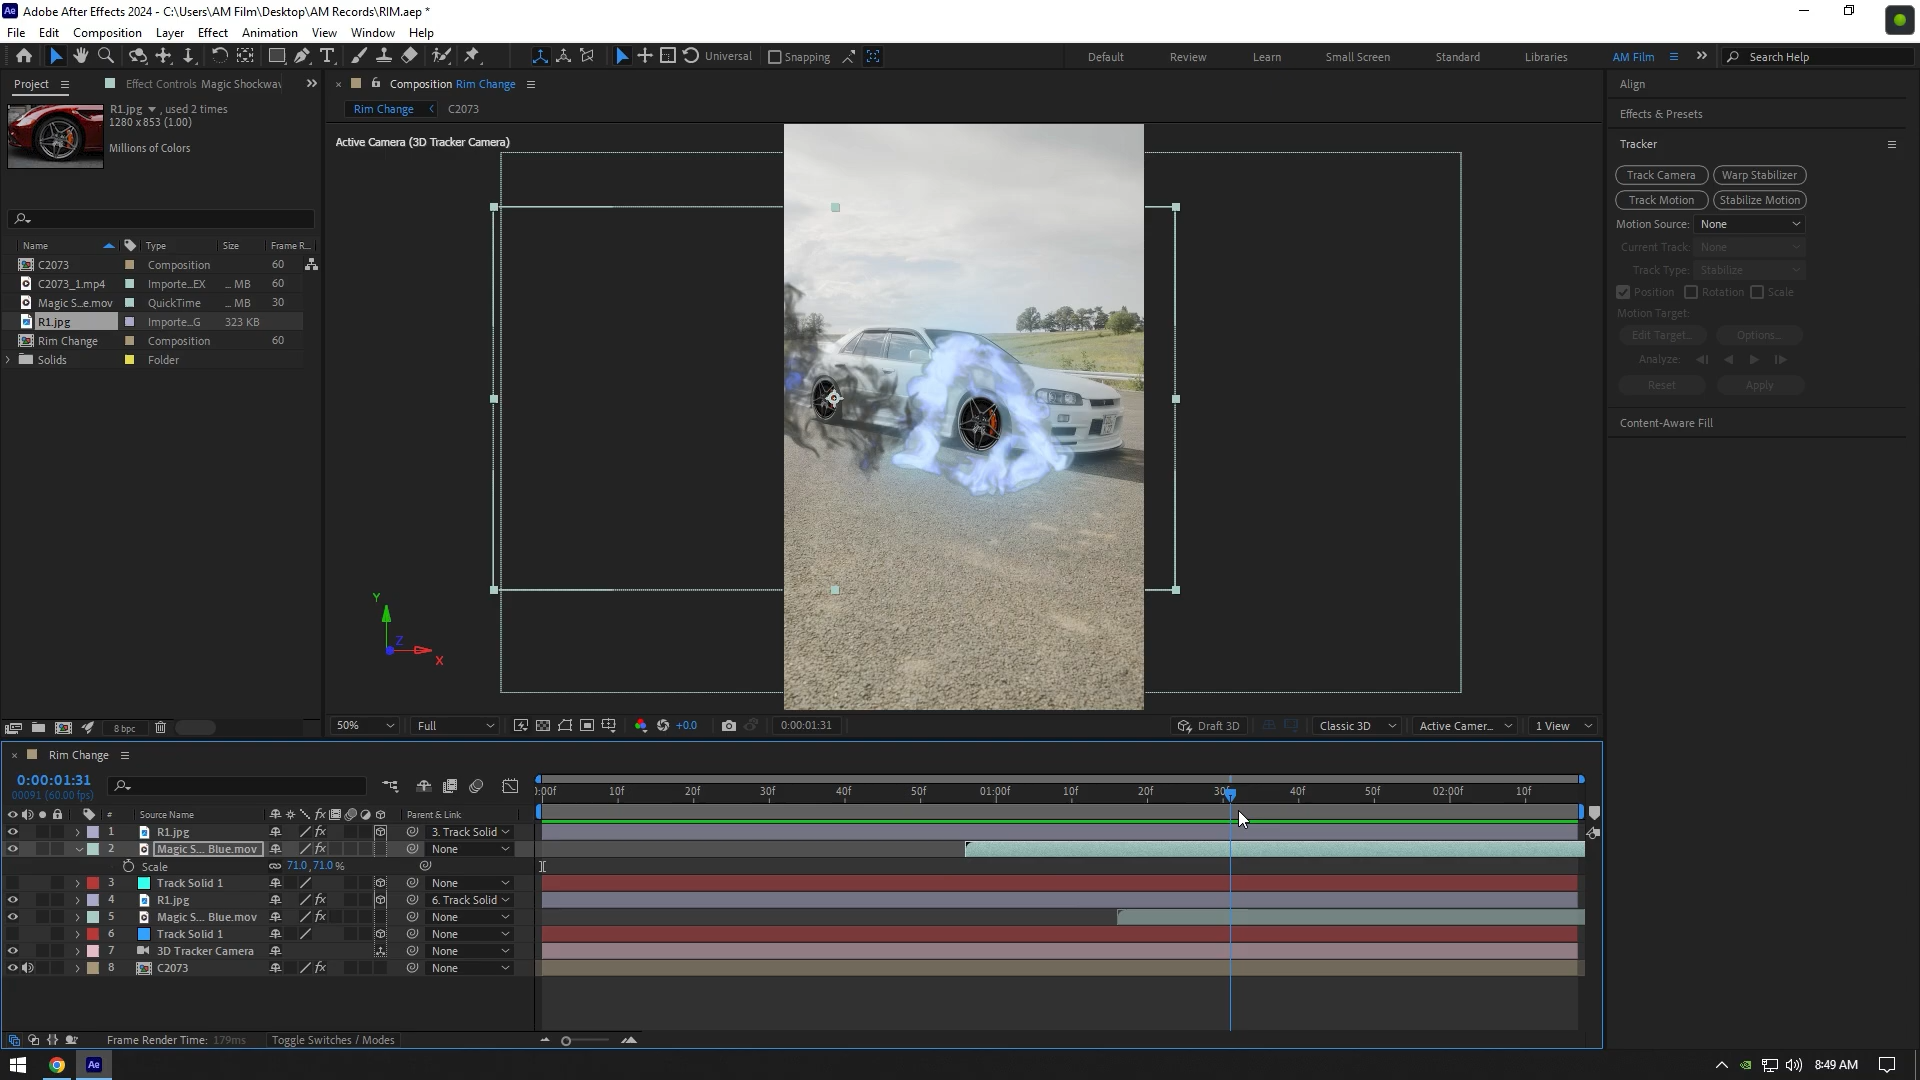 Adobe After Effects 2024 - C:\Users\AM Film\Desktop\AM Records\RIM.aep *
File Edit Composition Layer Effect Animation View Window Help
Universal Snapping Default Review Learn Small Screen Standard Libraries AM Film Search Help
Project Effect Controls Magic Shockwav
R1.jpg , used 2 times
1280 x 853 (1.00)
Millions of Colors
Name Type Size Frame R...
C2073 Composition 60
C2073_1.mp4 Importe...EX ... MB 60
Magic S...e.mov QuickTime ... MB 30
R1.jpg Importe...G 323 KB
Rim Change Composition 60
Solids Folder
8 bpc
Composition Rim Change
Rim Change C2073
Active Camera (3D Tracker Camera)
Y
Z
X
50% Full +0.0 0:00:01:31 Draft 3D Classic 3D Active Camer... 1 View
Align
Effects & Presets
Tracker
Track Camera Warp Stabilizer
Track Motion Stabilize Motion
Motion Source: None
Current Track: None
Track Type: Stabilize
Position Rotation Scale
Motion Target:
Edit Target... Options...
Analyze:
Reset Apply
Content-Aware Fill
Rim Change
0:00:01:31
00091 (60.00 fps)
:00f 10f 20f 30f 40f 50f 01:00f 10f 20f 30f 40f 50f 02:00f 10f
# Source Name fx Parent & Link
1 R1.jpg fx 3. Track Solid
2 Magic S... Blue.mov fx None
Scale 71.0, 71.0 %
3 Track Solid 1 None
4 R1.jpg fx 6. Track Solid
5 Magic S... Blue.mov fx None
6 Track Solid 1 None
7 3D Tracker Camera None
8 C2073 fx None
Frame Render Time: 179ms Toggle Switches / Modes
Ae 8:49 AM